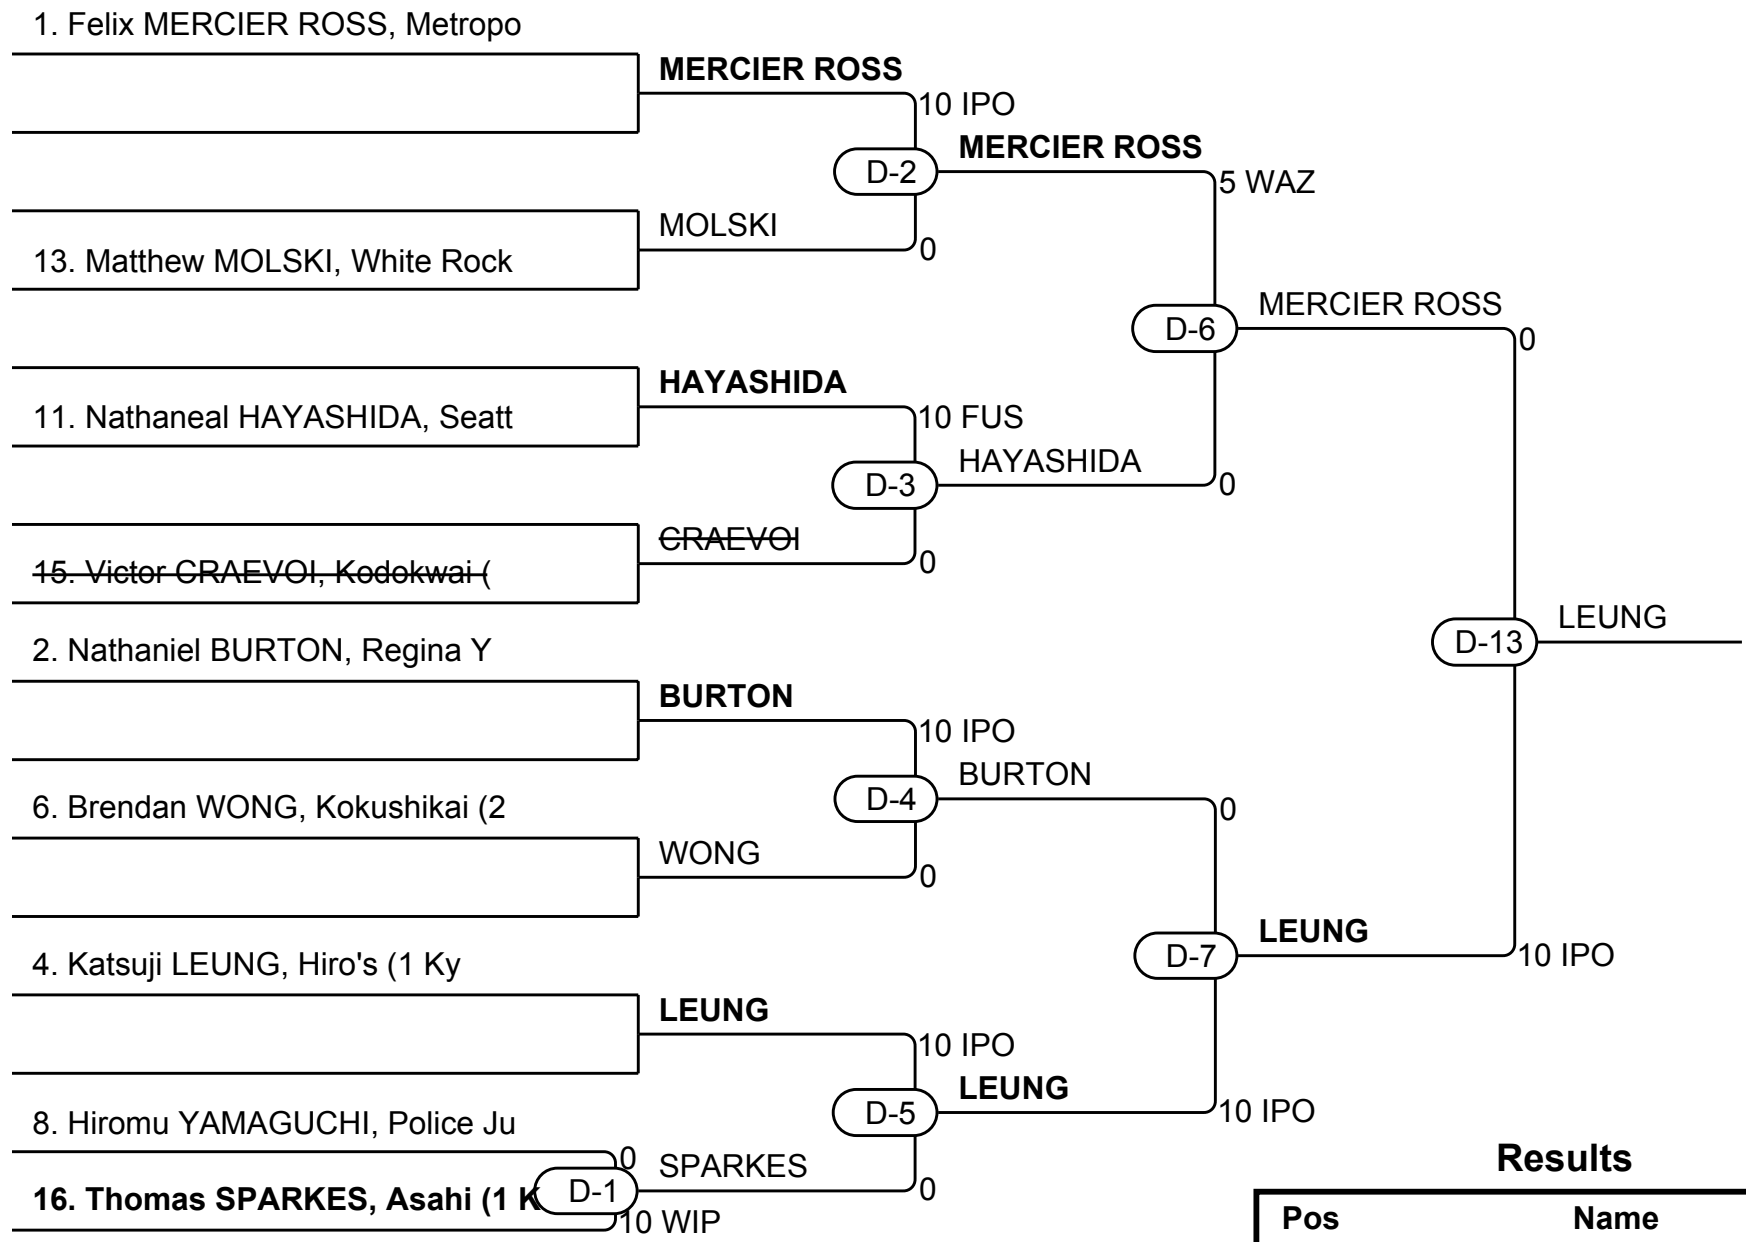 1. Felix MERCIER ROSS, Metropo
MERCIER ROSS
10 IPO
MERCIER ROSS
D-2
5 WAZ
MOLSKI
0
13. Matthew MOLSKI, White Rock
MERCIER ROSS
D-6
0
HAYASHIDA
11. Nathaneal HAYASHIDA, Seatt
10 FUS
HAYASHIDA
D-3
0
CRAEVOI
0
15. Victor CRAEVOI, Kodokwai (
LEUNG
D-13
2. Nathaniel BURTON, Regina Y
BURTON
10 IPO
BURTON
D-4
0
6. Brendan WONG, Kokushikai (2
WONG
0
LEUNG
D-7
10 IPO
4. Katsuji LEUNG, Hiro's (1 Ky
LEUNG
10 IPO
LEUNG
D-5
10 IPO
8. Hiromu YAMAGUCHI, Police Ju
0
SPARKES
0
D-1
16. Thomas SPARKES, Asahi (1 K
10 WIP
Results
Pos Name